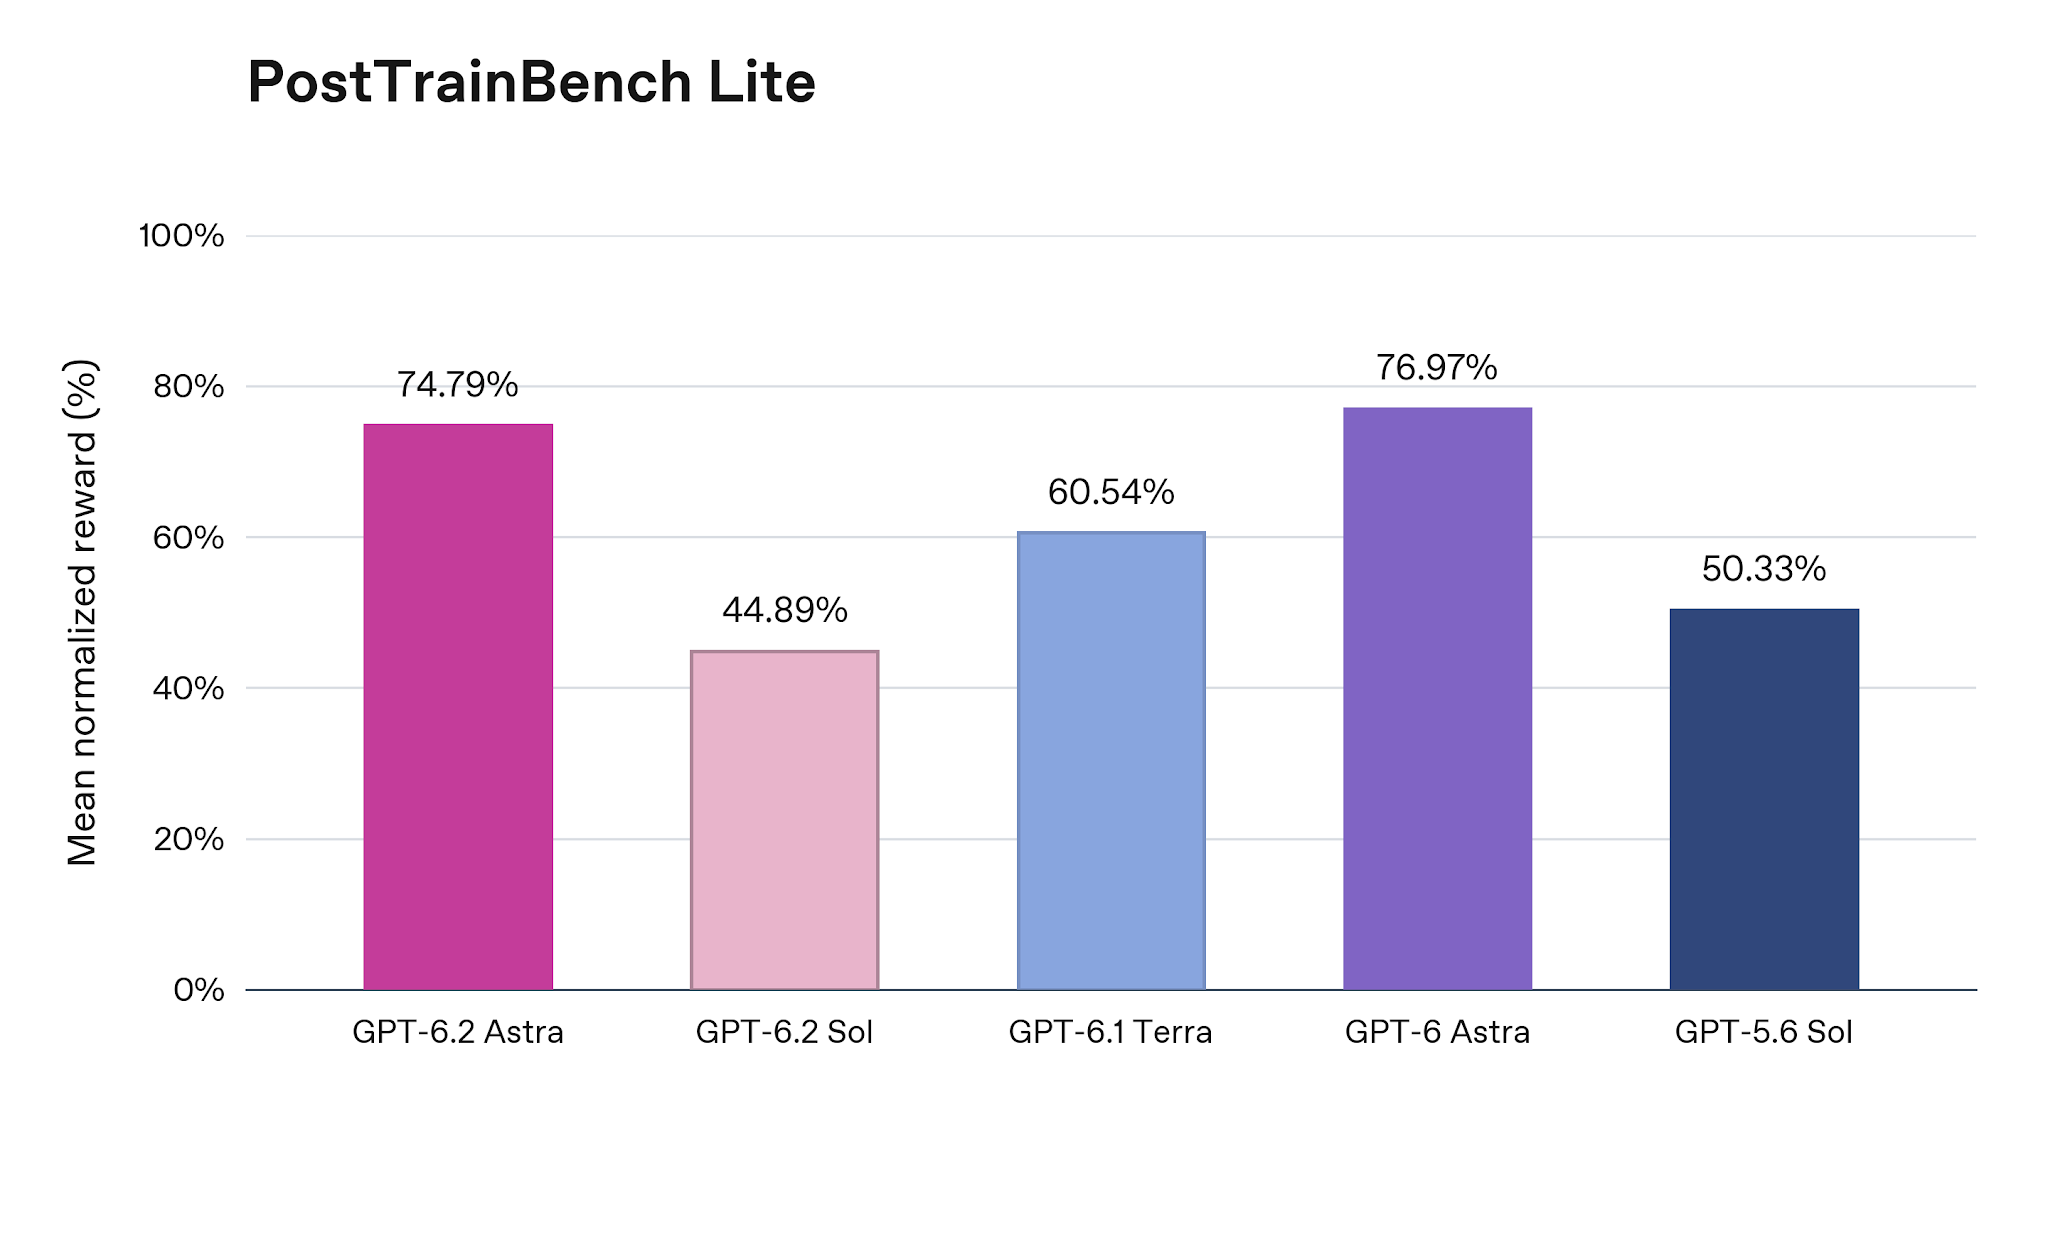 PostTrainBench Lite
Mean normalized reward (%)
100%
80%
60%
40%
20%
0%
74.79%
44.89%
60.54%
76.97%
50.33%
GPT-6.2 Astra
GPT-6.2 Sol
GPT-6.1 Terra
GPT-6 Astra
GPT-5.6 Sol